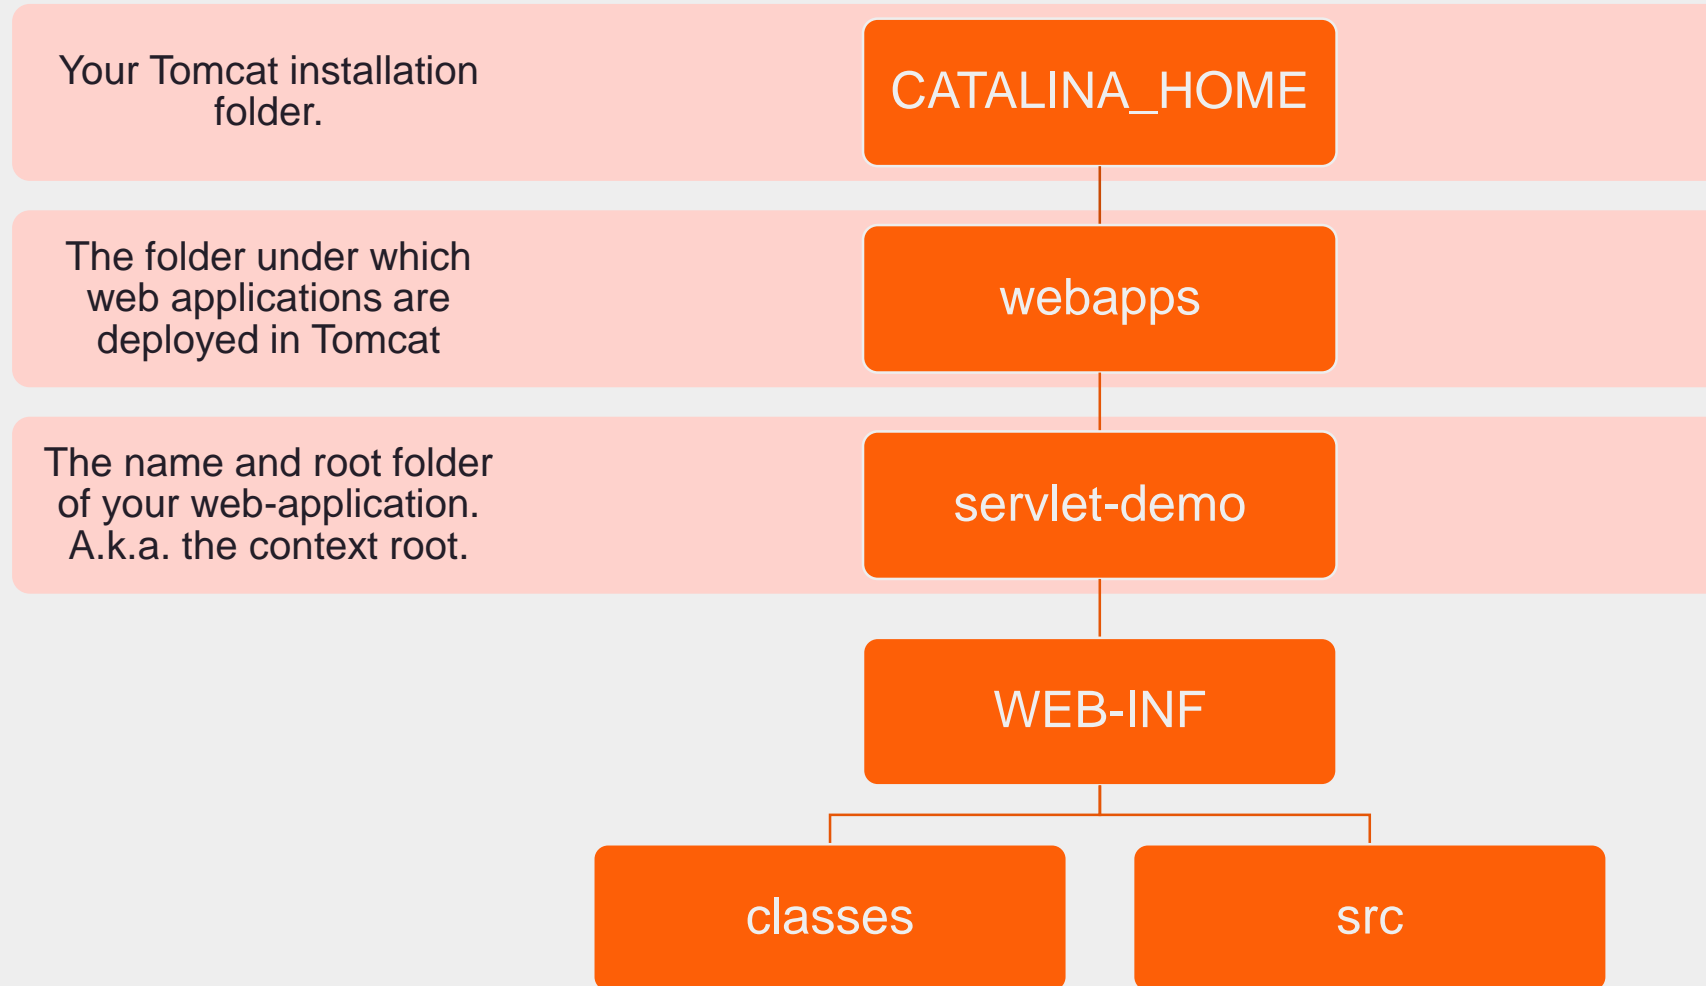 Your Tomcat installation
folder.
CATALINA_HOME
The folder under which
web applications are
deployed in Tomcat
webapps
The name and root folder
of your web-application.
A.k.a. the context root.
servlet-demo
WEB-INF
classes
src